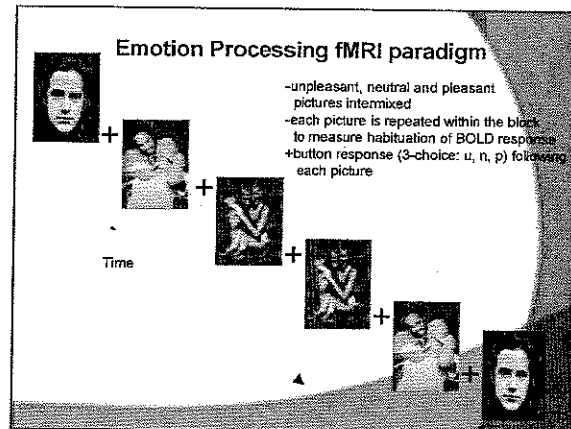 Emotion Processing fMRI paradigm
-unpleasant, neutral and pleasant
pictures intermixed
-each picture is repeated within the block
to measure habituation of BOLD response
+button response (3-choice: u, n, p) following
each picture
+
+
+
+
+
Time